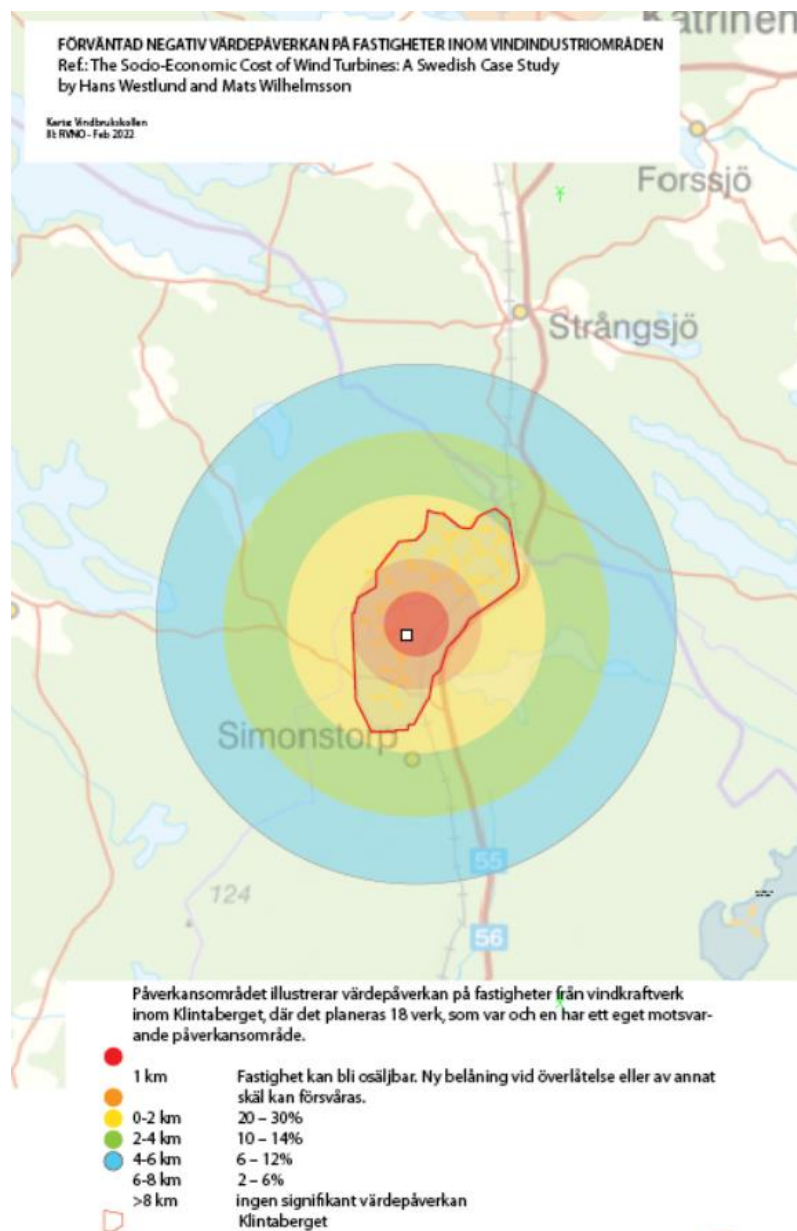 Katrinen
FÖRVÄNTAD NEGATIV VÄRDEPÅVERKAN PÅ FASTIGHETER INOM VINDINDUSTRIOMRÅDEN
Ref.: The Socio-Economic Cost of Wind Turbines: A Swedish Case Study
by Hans Westlund and Mats Wilhelmsson
Karta: Vindbrukskollen
Ill: RVNO - Feb 2022
Forssjö
Strångsjö
Simonstorp
55
124
56
Påverkansområdet illustrerar värdepåverkan på fastigheter från vindkraftverk
inom Klintaberget, där det planeras 18 verk, som var och en har ett eget motsvar-
ande påverkansområde.
1 km Fastighet kan bli osäljbar. Ny belåning vid överlåtelse eller av annat
skäl kan försvåras.
0-2 km 20 – 30%
2-4 km 10 – 14%
4-6 km 6 – 12%
6-8 km 2 – 6%
>8 km ingen signifikant värdepåverkan
Klintaberget